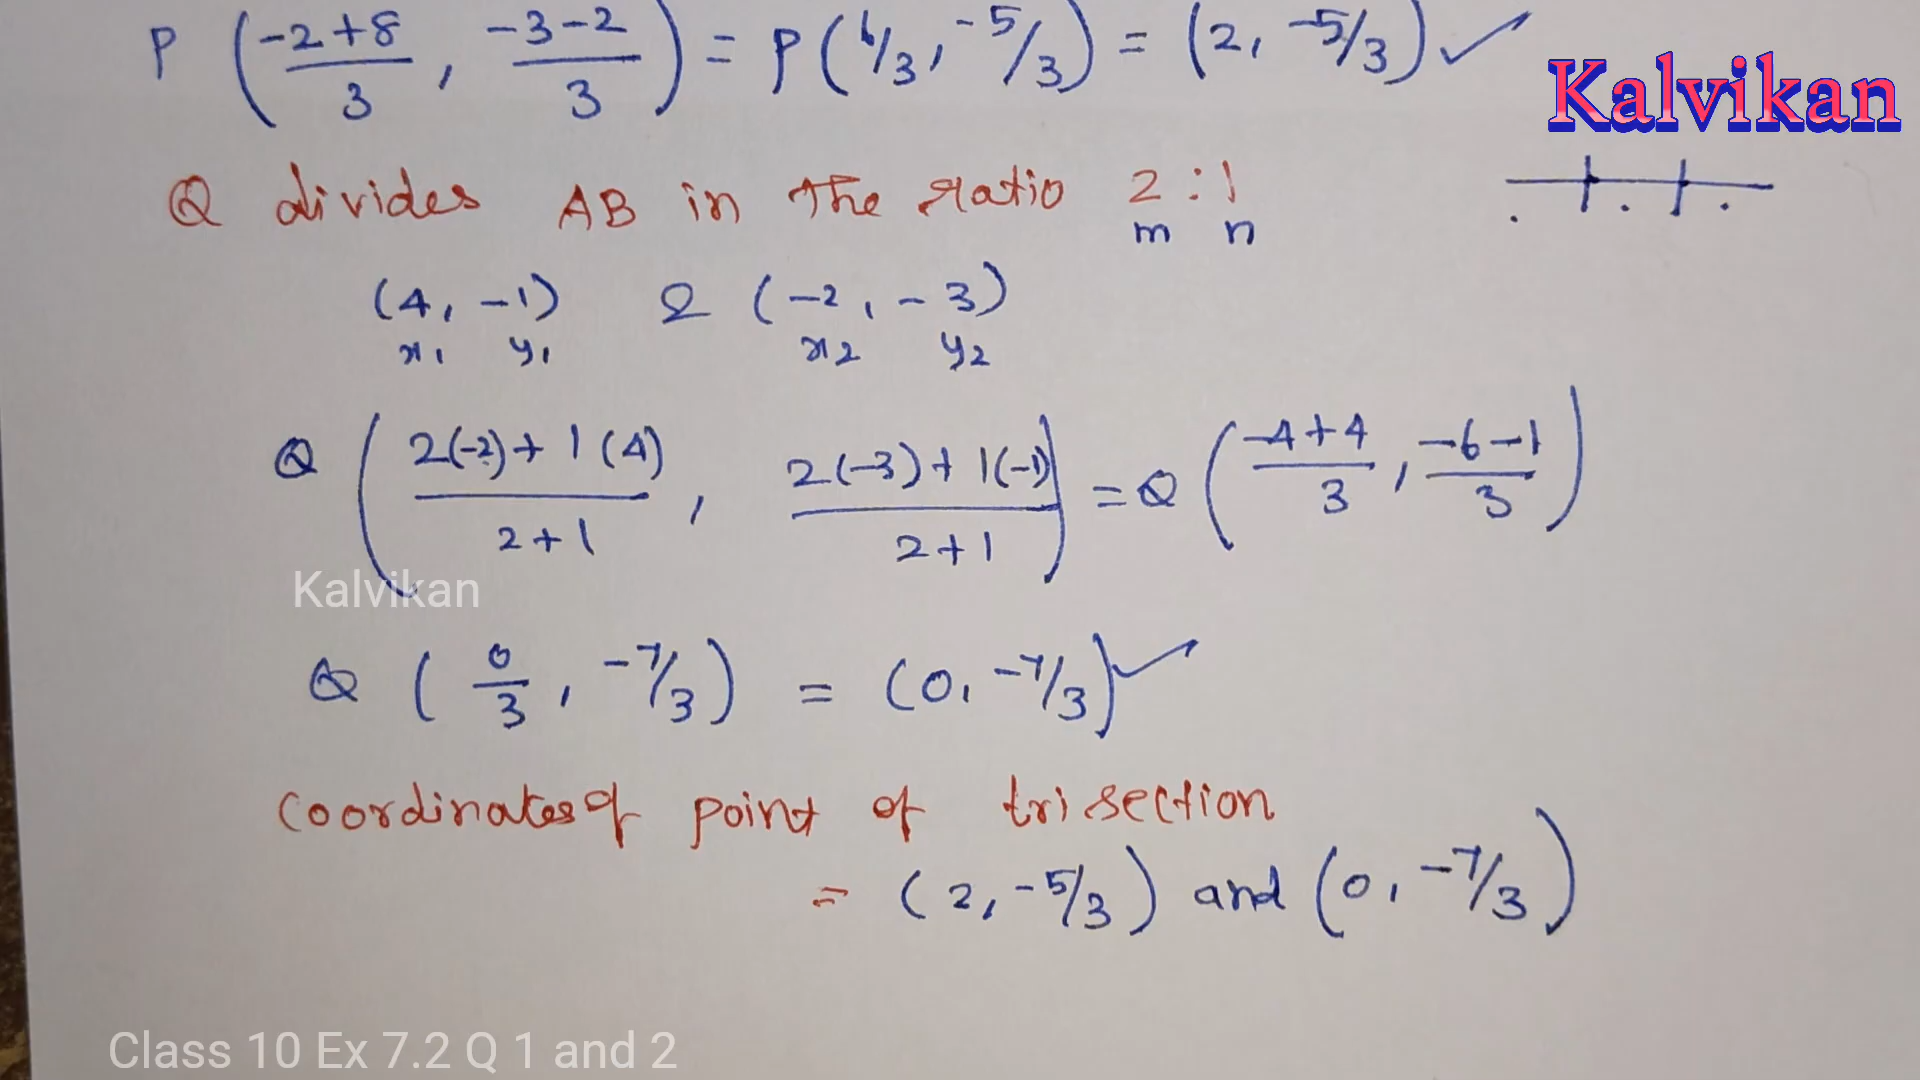 P (-2+8/3, -3-2/3) = P(6/3, -5/3) = (2, -5/3) ✓
Kalvikan
Q divides AB in the ratio 2 : 1
m n
(4, -1) & (-2, -3)
x1 y1 x2 y2
Q (2(-2)+1(4)/2+1, 2(-3)+1(-1)/2+1) = Q (-4+4/3, -6-1/3)
Kalvikan
Q (0/3, -7/3) = (0, -7/3) ✓
Coordinates of point of trisection
= (2, -5/3) and (0, -7/3)
Class 10 Ex 7.2 Q 1 and 2